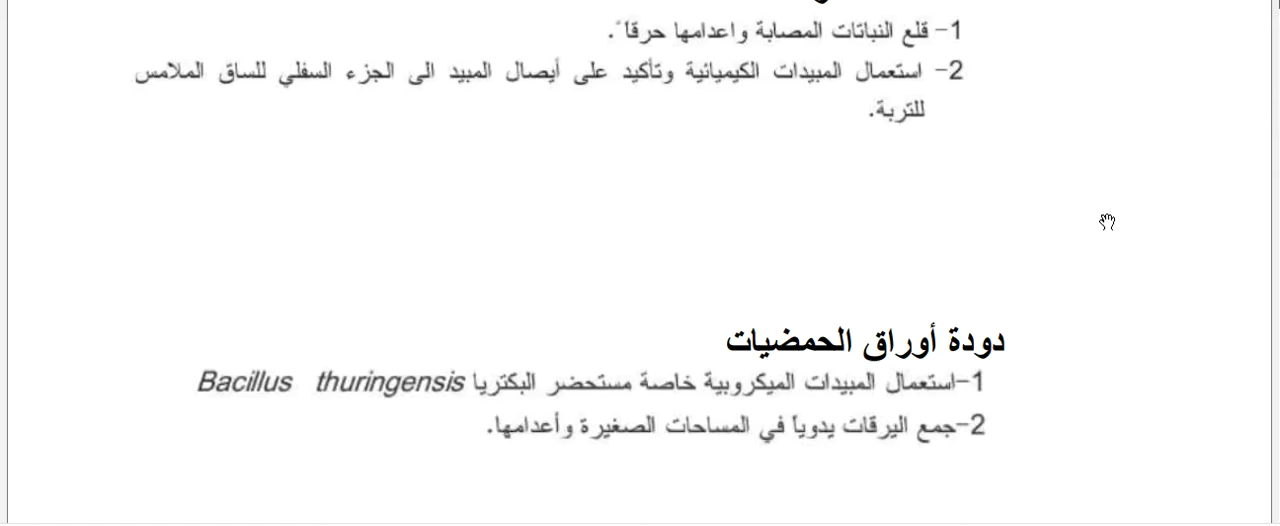 1- قلع النباتات المصابة واعدامها حرقاً.
2- استعمال المبيدات الكيميائية وتأكيد على أيصال المبيد الى الجزء السفلي للساق الملامس
للتربة.
دودة أوراق الحمضيات
1-استعمال المبيدات الميكروبية خاصة مستحضر البكتريا Bacillus thuringensis
2-جمع اليرقات يدوياً في المساحات الصغيرة وأعدامها.